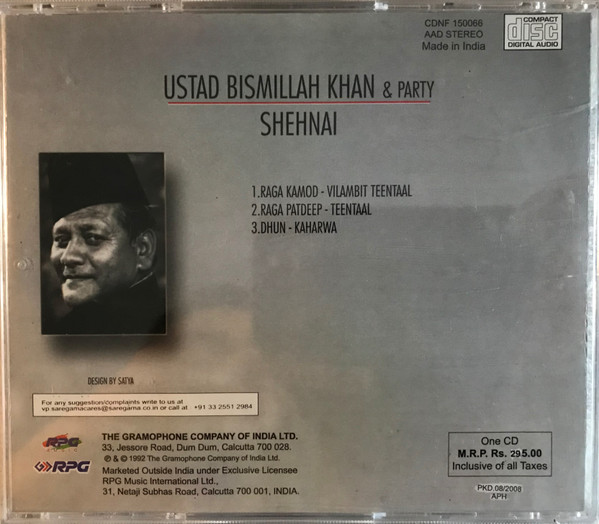 CDNF 150066
AAD STEREO
Made in India
COMPACT
disc
DIGITAL AUDIO
USTAD BISMILLAH KHAN & PARTY
SHEHNAI
1.RAGA KAMOD - VILAMBIT TEENTAAL
2.RAGA PATDEEP - TEENTAAL
3.DHUN - KAHARWA
DESIGN BY SATYA
For any suggestion/complaints write to us at
vp.saregamacares@saregama.co.in or call at +91 33 2551 2984
RPG
THE GRAMOPHONE COMPANY OF INDIA LTD.
33, Jessore Road, Dum Dum, Calcutta 700 028.
℗ & © 1992 The Gramophone Company of India Ltd.
RPG
Marketed Outside India under Exclusive Licensee
RPG Music International Ltd.,
31, Netaji Subhas Road, Calcutta 700 001, INDIA.
One CD
M.R.P. Rs. 295.00
Inclusive of all Taxes
PKD.08/2008
APH